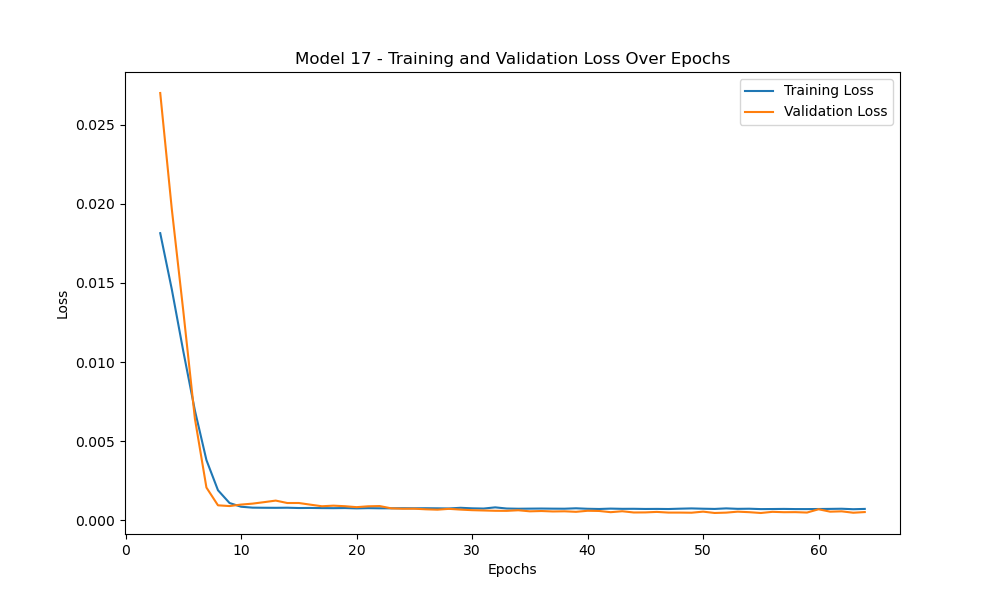 Model 17 - Training and Validation Loss Over Epochs
Training Loss
Validation Loss
0.025
0.020
0.015
0.010
0.005
0.000
Loss
0
10
20
30
40
50
60
Epochs